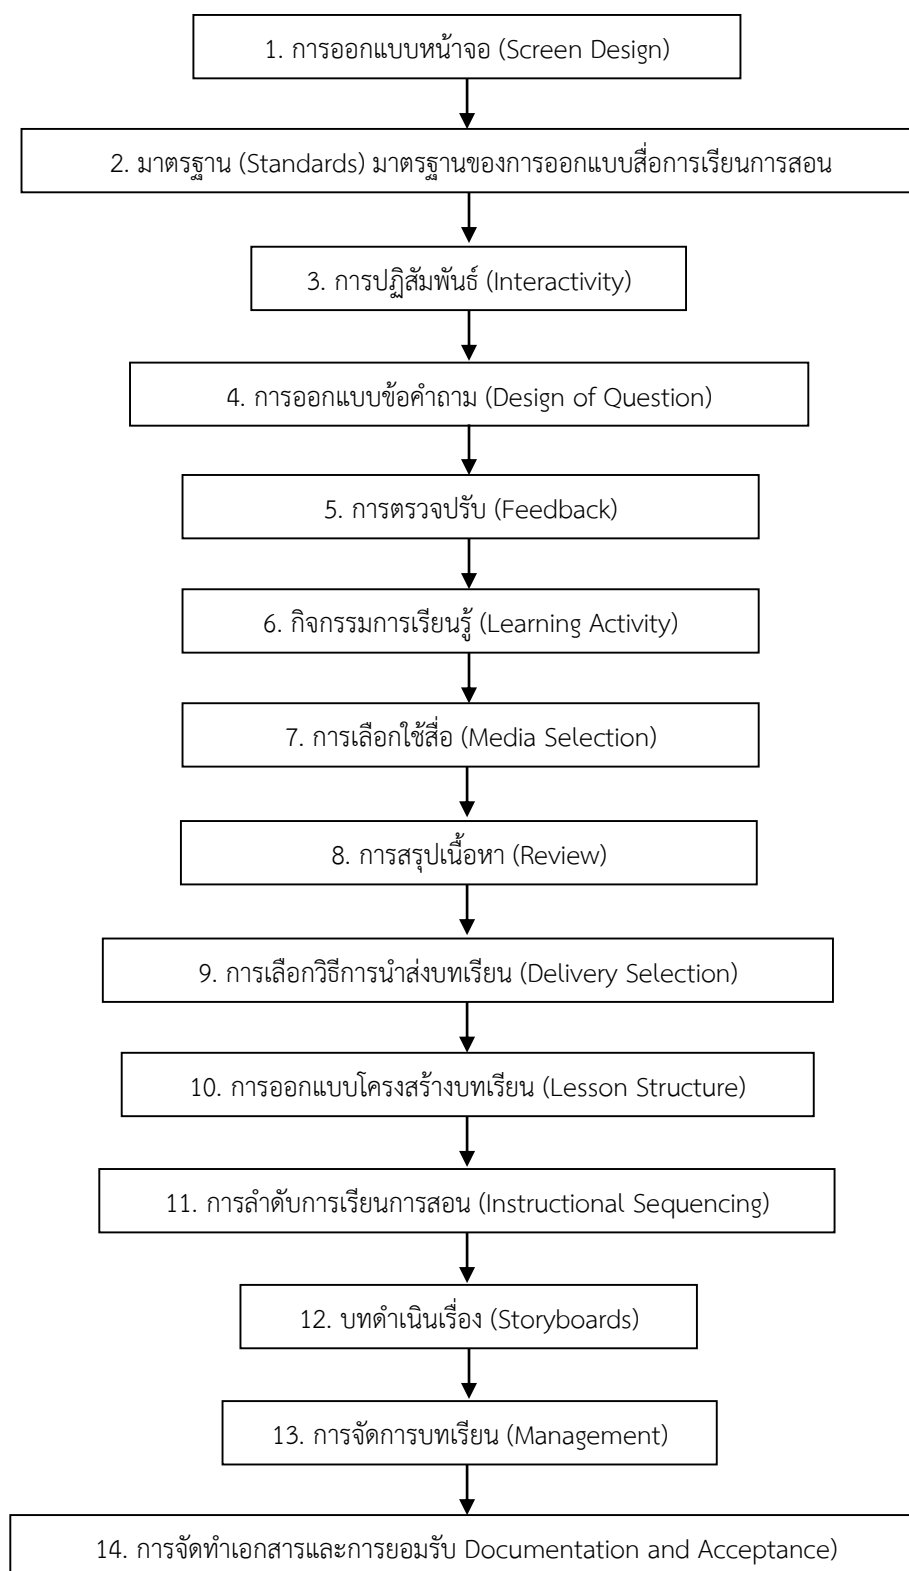 1. การออกแบบหน้าจอ (Screen Design)
2. มาตรฐาน (Standards) มาตรฐานของการออกแบบสื่อการเรียนการสอน
3. การปฏิสัมพันธ์ (Interactivity)
4. การออกแบบข้อคำถาม (Design of Question)
5. การตรวจปรับ (Feedback)
6. กิจกรรมการเรียนรู้ (Learning Activity)
7. การเลือกใช้สื่อ (Media Selection)
8. การสรุปเนื้อหา (Review)
9. การเลือกวิธีการนำส่งบทเรียน (Delivery Selection)
10. การออกแบบโครงสร้างบทเรียน (Lesson Structure)
11. การลำดับการเรียนการสอน (Instructional Sequencing)
12. บทดำเนินเรื่อง (Storyboards)
13. การจัดการบทเรียน (Management)
14. การจัดทำเอกสารและการยอมรับ Documentation and Acceptance)